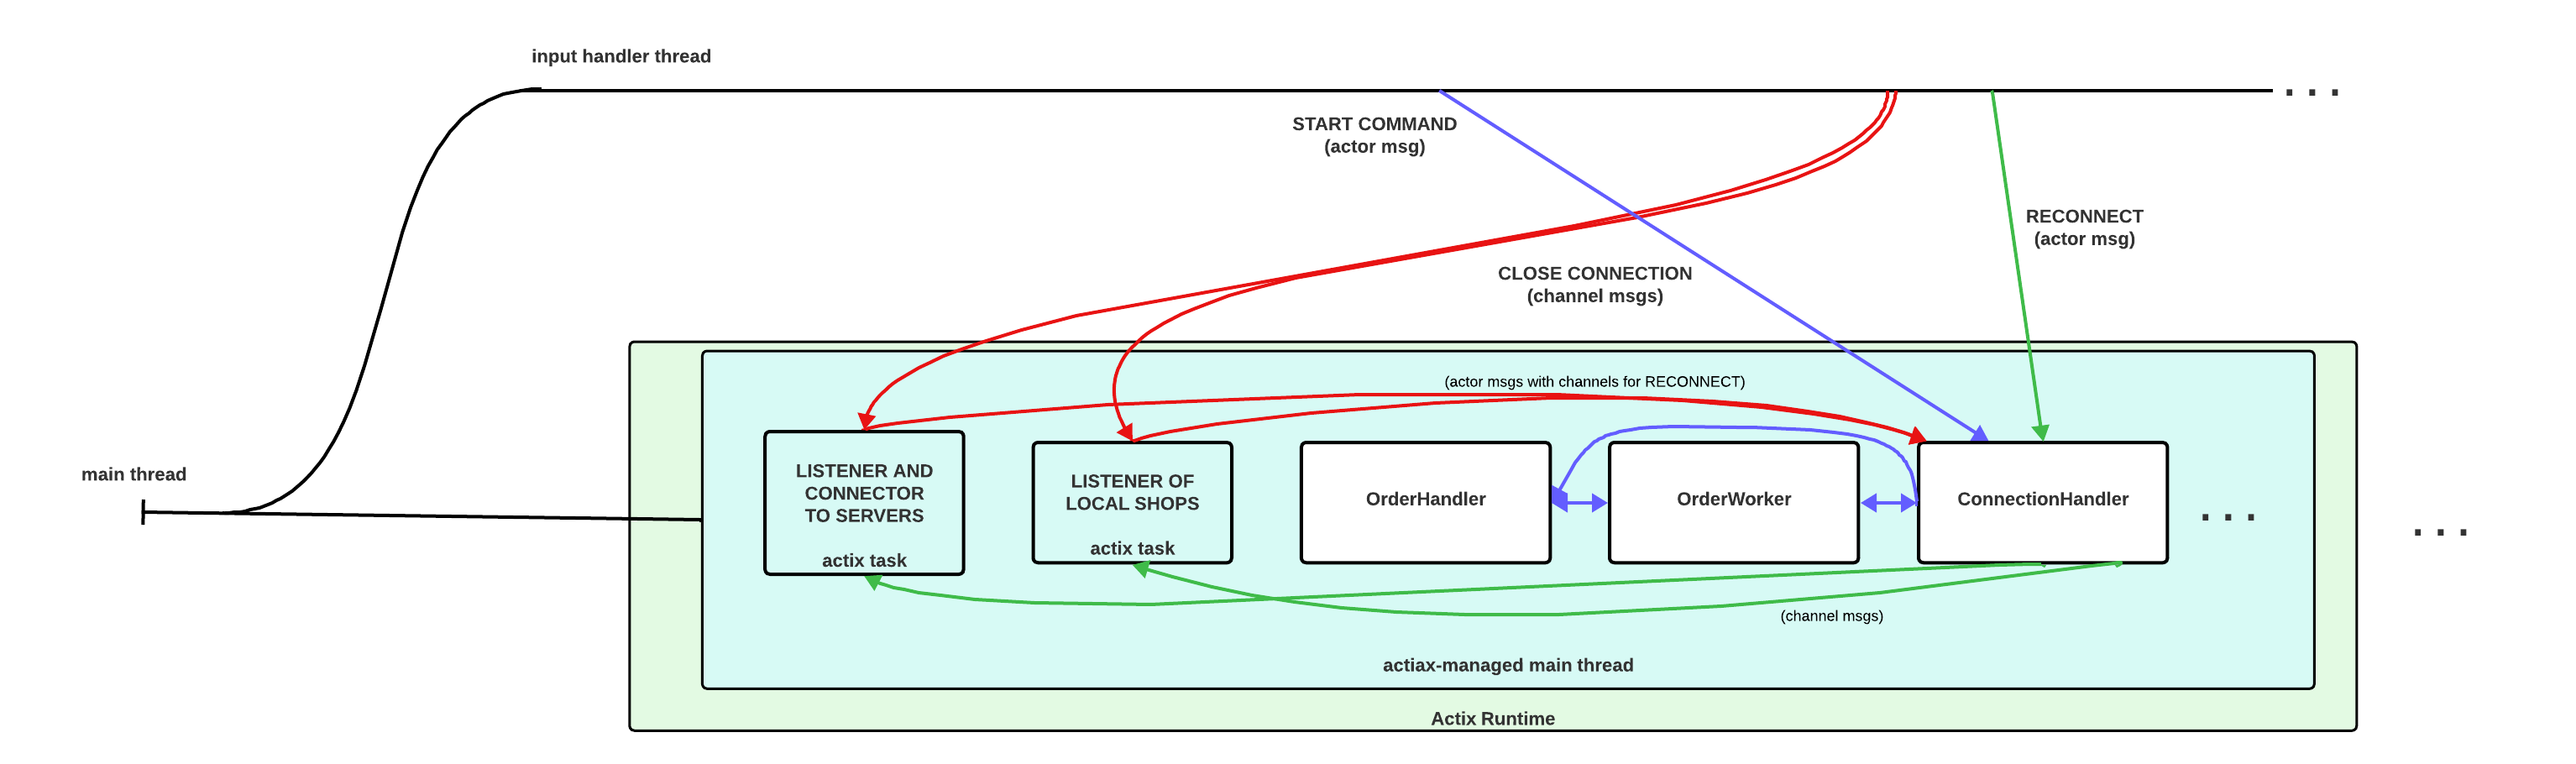 input handler thread
START COMMAND
(actor msg)
RECONNECT
(actor msg)
CLOSE CONNECTION
(channel msgs)
(actor msgs with channels for RECONNECT)
main thread
LISTENER AND
CONNECTOR
TO SERVERS
actix task
LISTENER OF
LOCAL SHOPS
actix task
OrderHandler
OrderWorker
ConnectionHandler
. . .
. . .
. . .
(channel msgs)
actiax-managed main thread
Actix Runtime